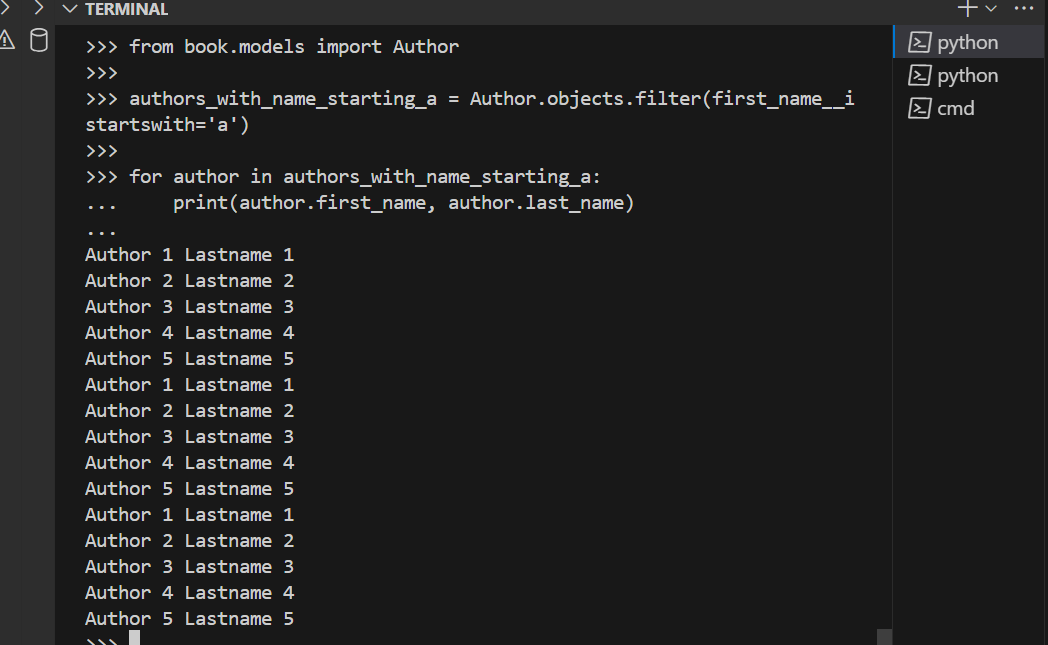 TERMINAL
>>> from book.models import Author
>>>
>>> authors_with_name_starting_a = Author.objects.filter(first_name__i
startswith='a')
>>>
>>> for author in authors_with_name_starting_a:
...     print(author.first_name, author.last_name)
...
Author 1 Lastname 1
Author 2 Lastname 2
Author 3 Lastname 3
Author 4 Lastname 4
Author 5 Lastname 5
Author 1 Lastname 1
Author 2 Lastname 2
Author 3 Lastname 3
Author 4 Lastname 4
Author 5 Lastname 5
Author 1 Lastname 1
Author 2 Lastname 2
Author 3 Lastname 3
Author 4 Lastname 4
Author 5 Lastname 5
>>>
python
python
cmd